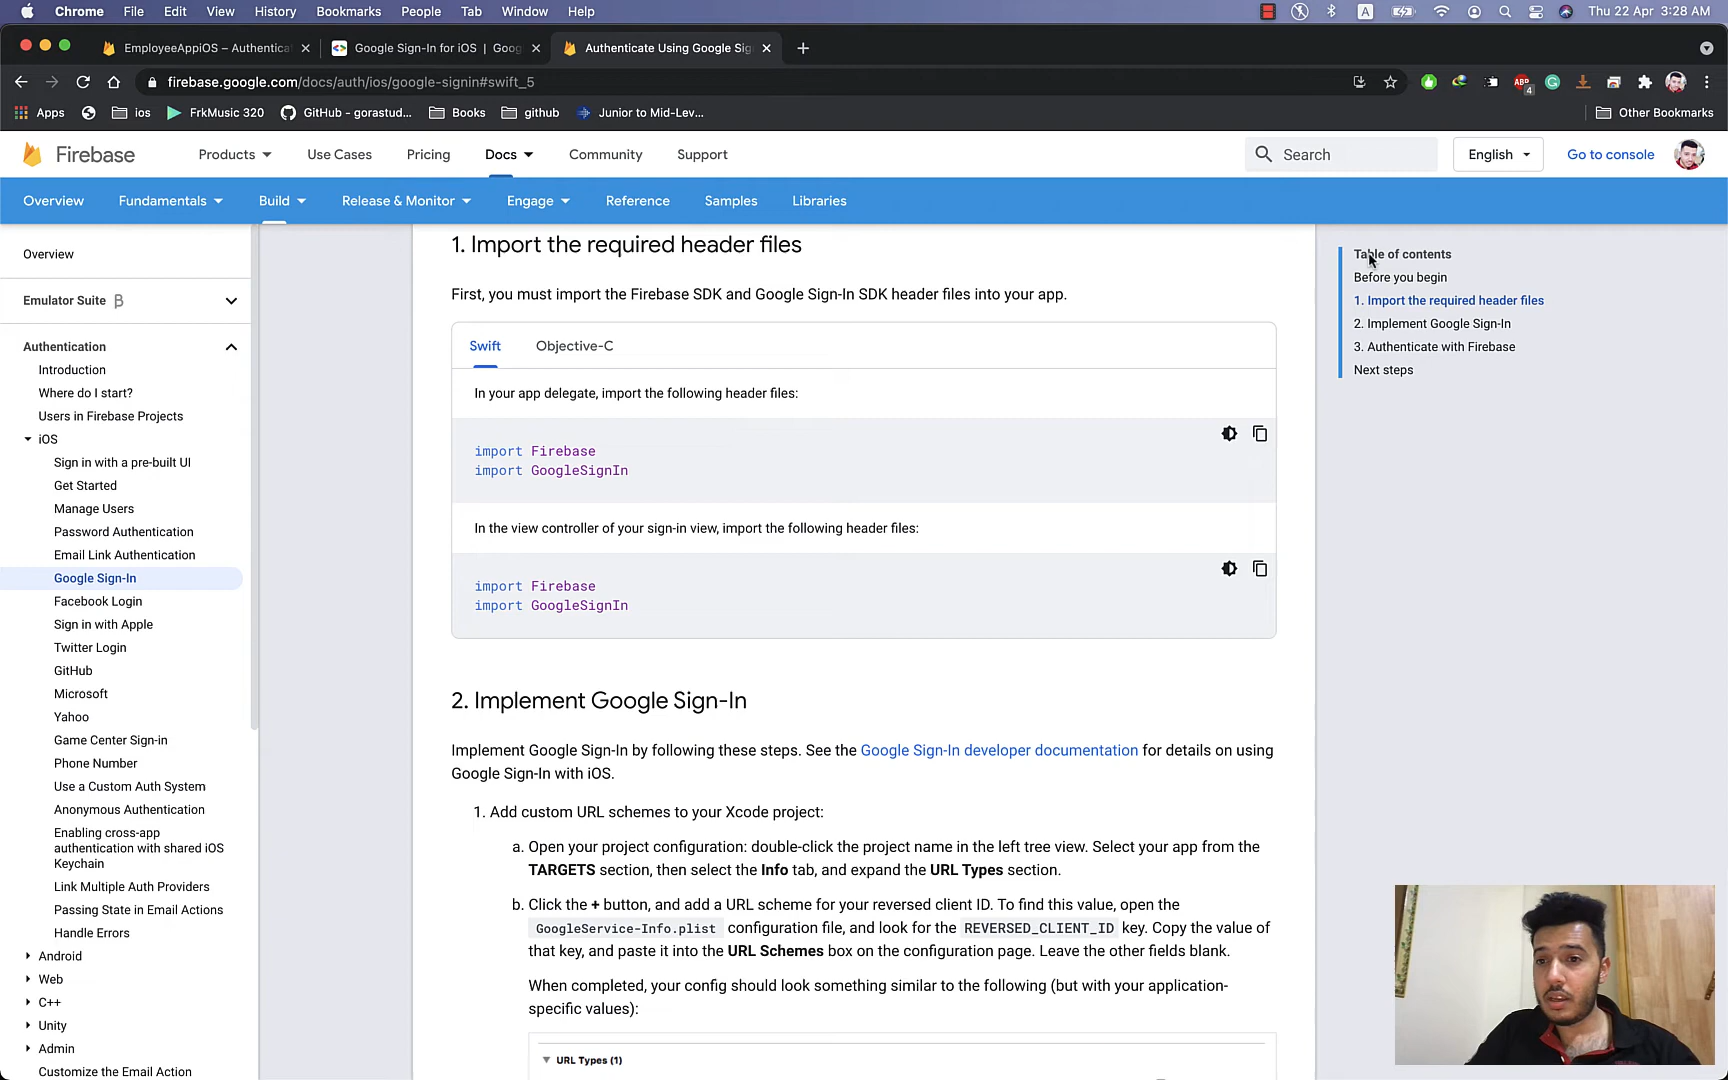 Chrome File Edit View History Bookmarks People Tab Window Help
A Thu 22 Apr 3:28 AM
EmployeeAppiOS – Authentica
Google Sign-In for iOS | Goog
Authenticate Using Google Sig
firebase.google.com/docs/auth/ios/google-signin#swift_5
ABP 4
Apps ios FrkMusic 320 GitHub - gorastud... Books github Junior to Mid-Lev... Other Bookmarks
Firebase Products Use Cases Pricing Docs Community Support Search English Go to console
Overview Fundamentals Build Release & Monitor Engage Reference Samples Libraries
Overview
Emulator Suite β
Authentication
Introduction
Where do I start?
Users in Firebase Projects
iOS
Sign in with a pre-built UI
Get Started
Manage Users
Password Authentication
Email Link Authentication
Google Sign-In
Facebook Login
Sign in with Apple
Twitter Login
GitHub
Microsoft
Yahoo
Game Center Sign-in
Phone Number
Use a Custom Auth System
Anonymous Authentication
Enabling cross-app
authentication with shared iOS
Keychain
Link Multiple Auth Providers
Passing State in Email Actions
Handle Errors
Android
Web
C++
Unity
Admin
Customize the Email Action
1. Import the required header files
First, you must import the Firebase SDK and Google Sign-In SDK header files into your app.
Swift Objective-C
In your app delegate, import the following header files:
import Firebase
import GoogleSignIn
In the view controller of your sign-in view, import the following header files:
import Firebase
import GoogleSignIn
2. Implement Google Sign-In
Implement Google Sign-In by following these steps. See the Google Sign-In developer documentation for details on using
Google Sign-In with iOS.
1. Add custom URL schemes to your Xcode project:
a. Open your project configuration: double-click the project name in the left tree view. Select your app from the
TARGETS section, then select the Info tab, and expand the URL Types section.
b. Click the + button, and add a URL scheme for your reversed client ID. To find this value, open the
GoogleService-Info.plist configuration file, and look for the REVERSED_CLIENT_ID key. Copy the value of
that key, and paste it into the URL Schemes box on the configuration page. Leave the other fields blank.
When completed, your config should look something similar to the following (but with your application-
specific values):
URL Types (1)
Table of contents
Before you begin
1. Import the required header files
2. Implement Google Sign-In
3. Authenticate with Firebase
Next steps